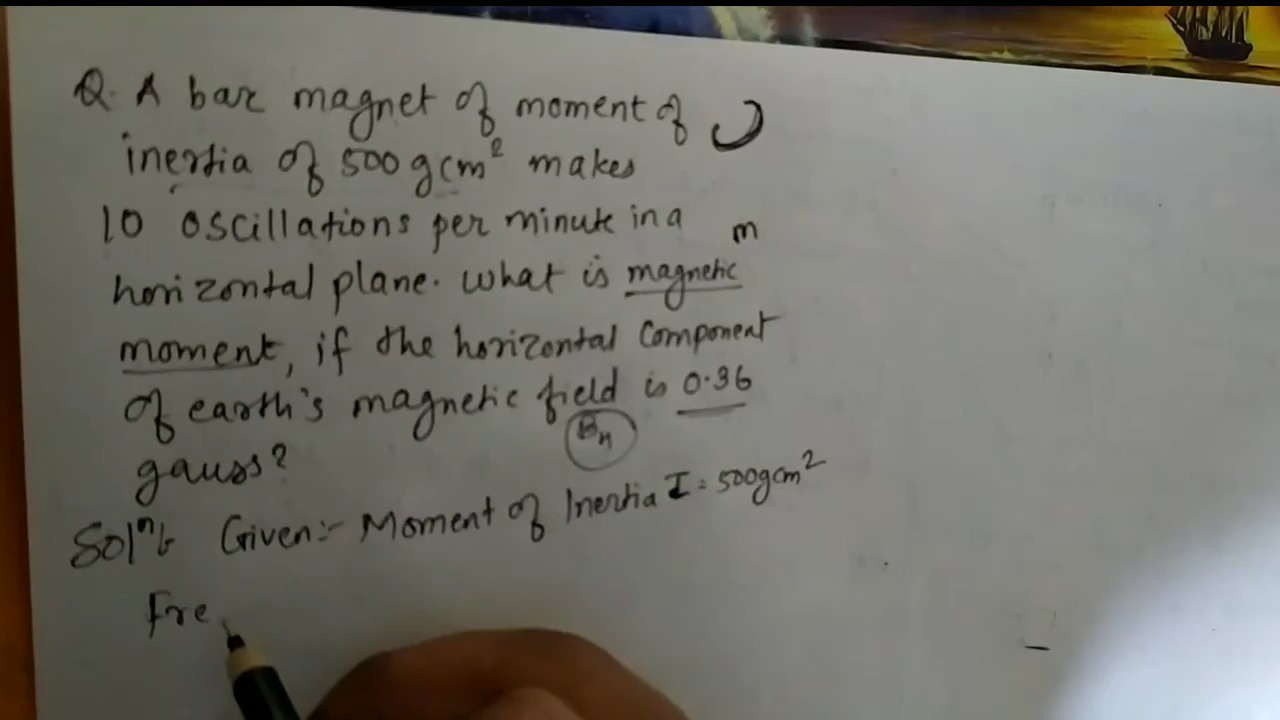 Q. A bar magnet of moment of
inertia of 500 gcm² makes
10 oscillations per minute in a
m
horizontal plane. what is magnetic
moment, if the horizontal component
of earth's magnetic field is 0.36
BH
gauss?
Solⁿ:- Given:- Moment of Inertia I = 500gcm²
Fre